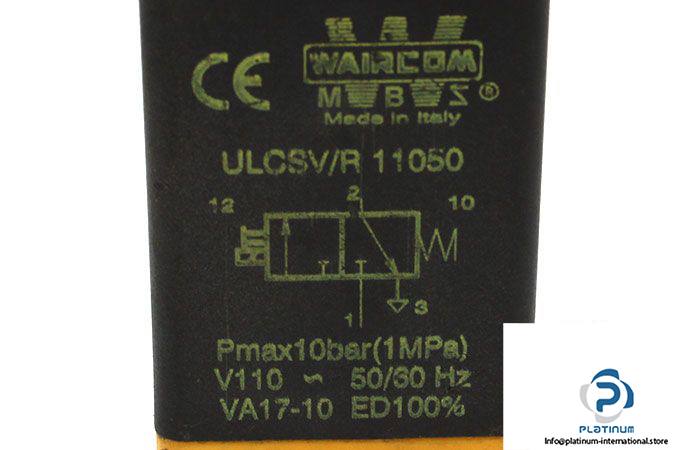 CE WAIRCOM
M B S ®
Made in Italy
ULCSV/R 11050
12 2 10
1 3
Pmax10bar(1MPa)
V110 ~ 50/60 Hz
VA17-10 ED100%
PLATINUM
info@platinum-international.store